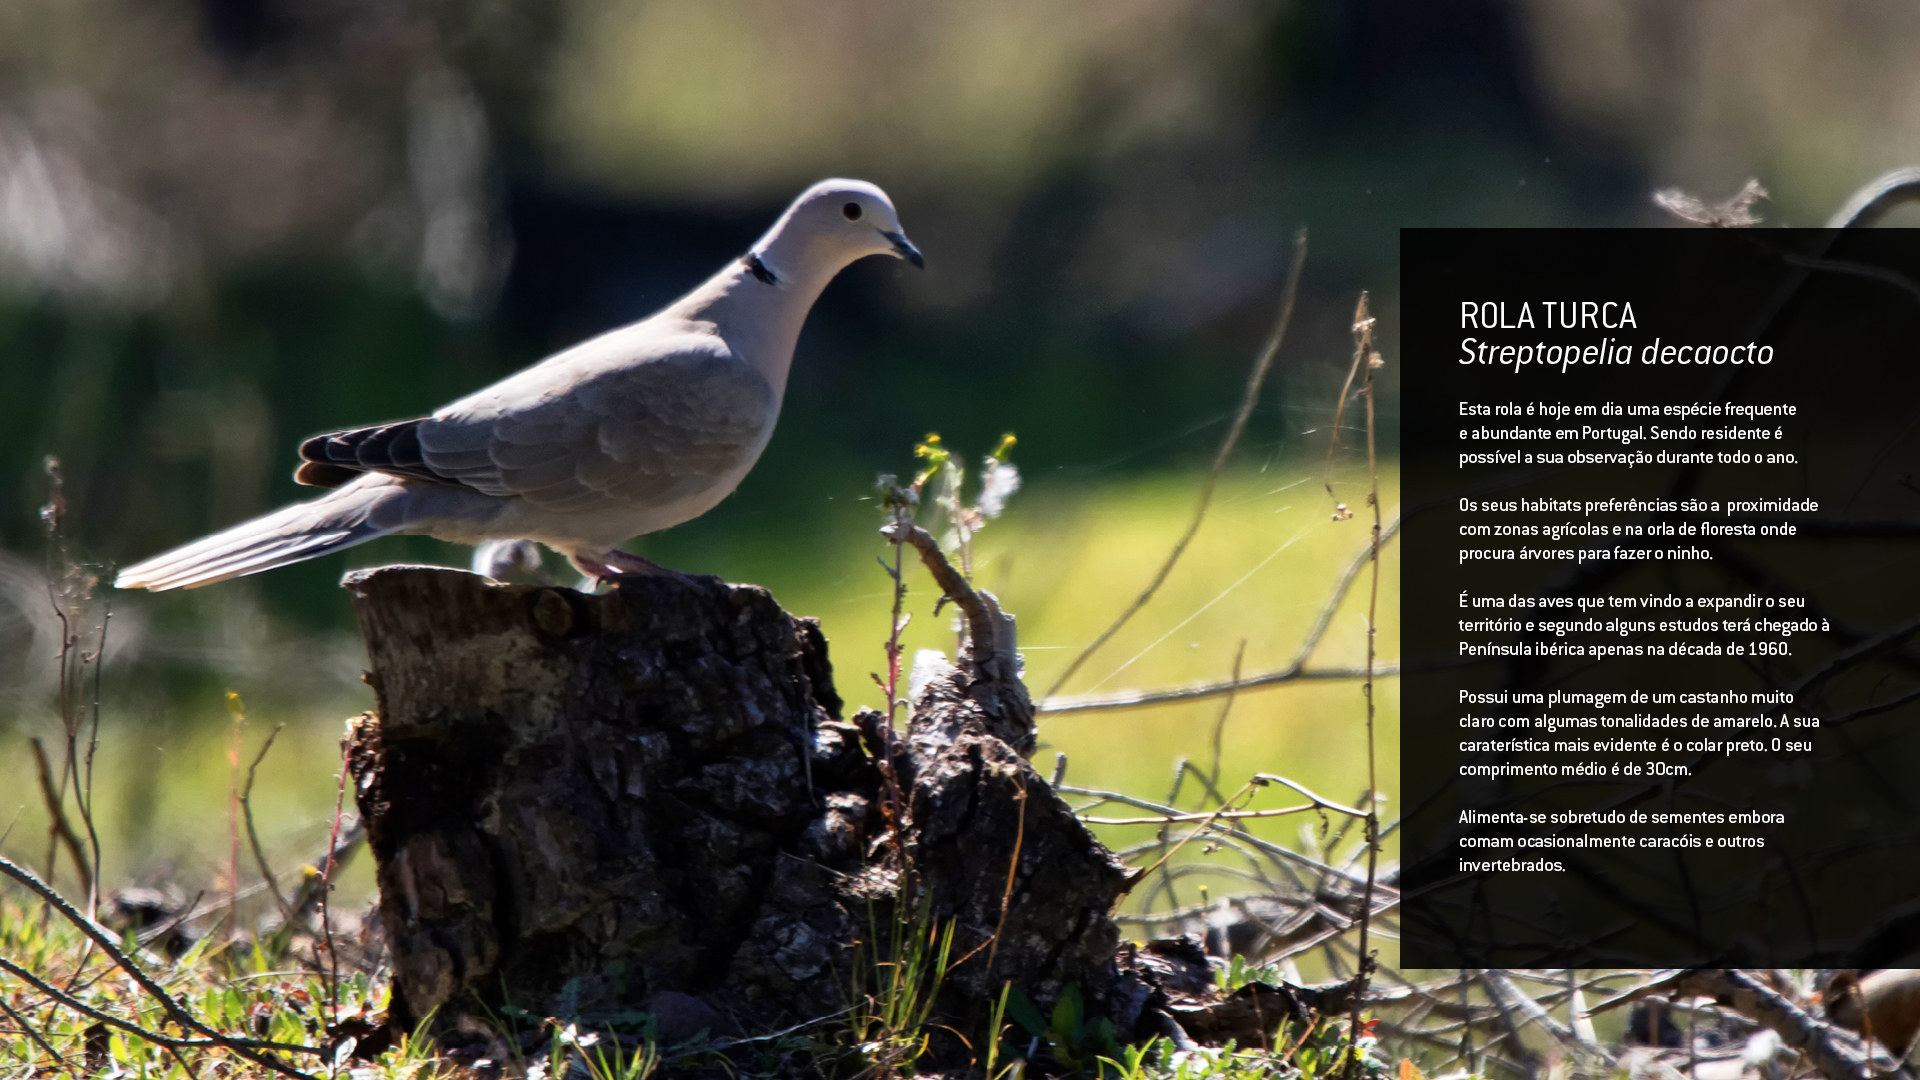 ROLA TURCA
Streptopelia decaocto
Esta rola é hoje em dia uma espécie frequente
e abundante em Portugal. Sendo residente é
possível a sua observação durante todo o ano.
Os seus habitats preferências são a  proximidade
com zonas agrícolas e na orla de floresta onde
procura árvores para fazer o ninho.
É uma das aves que tem vindo a expandir o seu
território e segundo alguns estudos terá chegado à
Península ibérica apenas na década de 1960.
Possui uma plumagem de um castanho muito
claro com algumas tonalidades de amarelo. A sua
caraterística mais evidente é o colar preto. O seu
comprimento médio é de 30cm.
Alimenta-se sobretudo de sementes embora
comam ocasionalmente caracóis e outros
invertebrados.